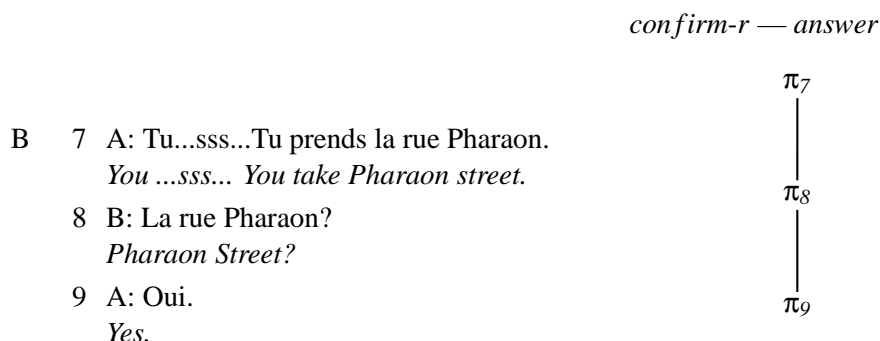 confirm-r — answer
π7
B 7 A: Tu...sss...Tu prends la rue Pharaon.
You ...sss... You take Pharaon street.
π8
8 B: La rue Pharaon?
Pharaon Street?
9 A: Oui.
π9
Yes.